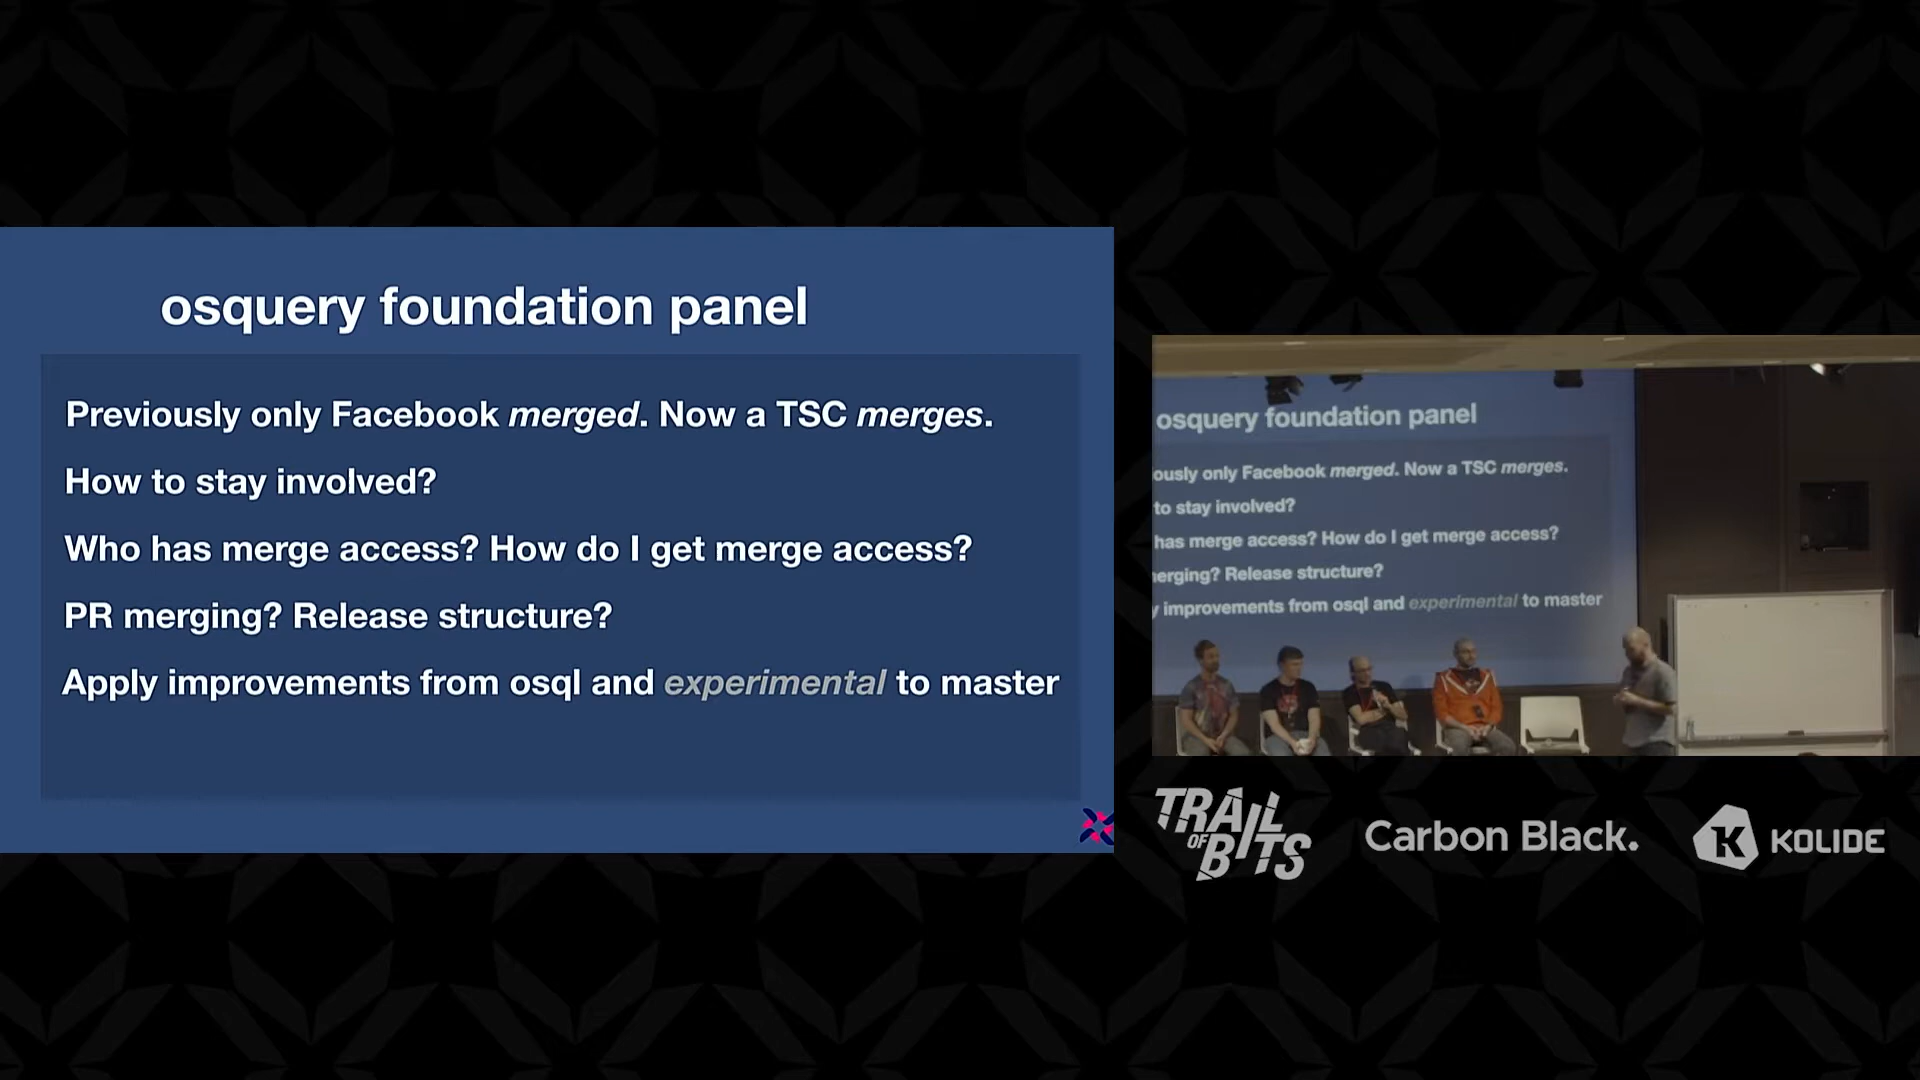 osquery foundation panel
Previously only Facebook merged. Now a TSC merges.
How to stay involved?
Who has merge access? How do I get merge access?
PR merging? Release structure?
Apply improvements from osql and experimental to master
osquery foundation panel
ously only Facebook merged. Now a TSC merges.
to stay involved?
has merge access? How do I get merge access?
erging? Release structure?
y improvements from osql and experimental to master
TRAIL
OF
BITS
Carbon Black.
K KOLIDE